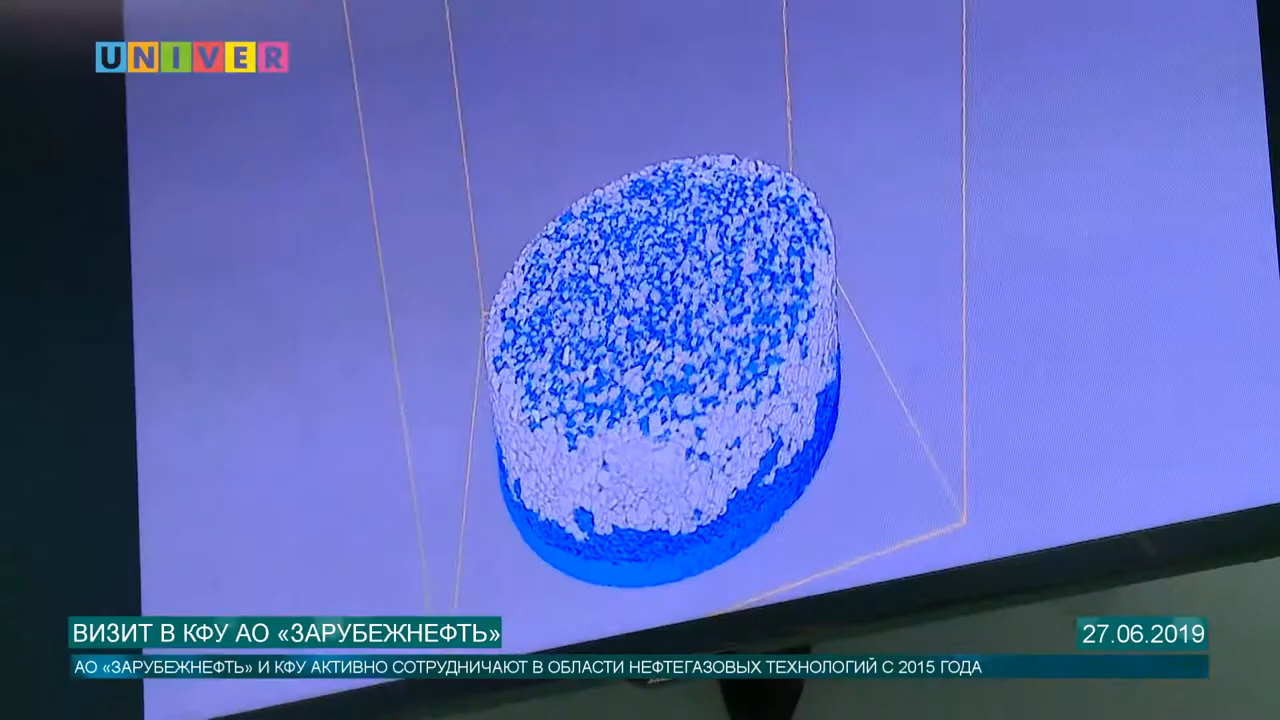 UNIVER
ВИЗИТ В КФУ АО «ЗАРУБЕЖНЕФТЬ»
27.06.2019
АО «ЗАРУБЕЖНЕФТЬ» И КФУ АКТИВНО СОТРУДНИЧАЮТ В ОБЛАСТИ НЕФТЕГАЗОВЫХ ТЕХНОЛОГИЙ С 2015 ГОДА